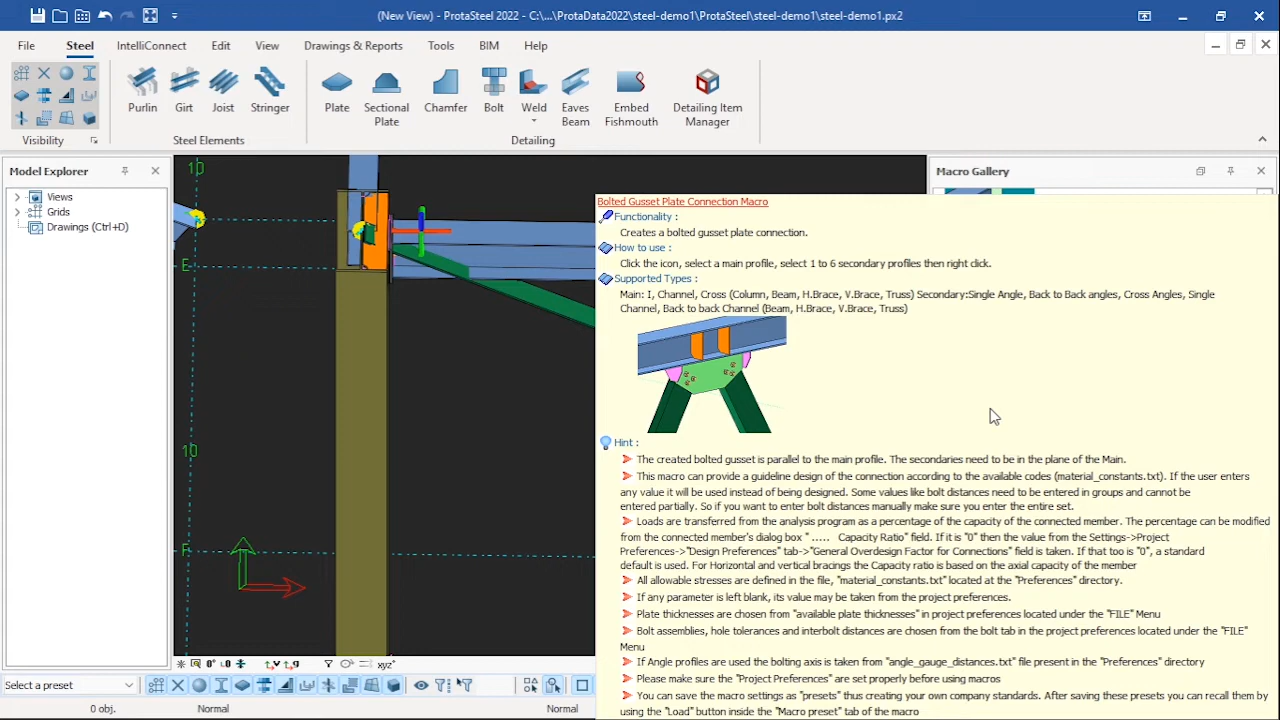 (New View) - ProtaSteel 2022 - C:\...\ProtaData2022\steel-demo1\ProtaSteel\steel-demo1\steel-demo1.px2
File Steel IntelliConnect Edit View Drawings & Reports Tools BIM Help
Purlin Girt Joist Stringer Plate Sectional Plate Chamfer Bolt Weld Eaves Beam Embed Fishmouth Detailing Item Manager
Visibility Steel Elements Detailing
Model Explorer
Views
Grids
Drawings (Ctrl+D)
Macro Gallery
10
E
10
F
Bolted Gusset Plate Connection Macro
Functionality :
Creates a bolted gusset plate connection.
How to use :
Click the icon, select a main profile, select 1 to 6 secondary profiles then right click.
Supported Types :
Main: I, Channel, Cross (Column, Beam, H.Brace, V.Brace, Truss) Secondary:Single Angle, Back to Back angles, Cross Angles, Single
Channel, Back to back Channel (Beam, H.Brace, V.Brace, Truss)
Hint :
The created bolted gusset is parallel to the main profile. The secondaries need to be in the plane of the Main.
This macro can provide a guideline design of the connection according to the available codes (material_constants.txt). If the user enters
any value it will be used instead of being designed. Some values like bolt distances need to be entered in groups and cannot be
entered partially. So if you want to enter bolt distances manually make sure you enter the entire set.
Loads are transferred from the analysis program as a percentage of the capacity of the connected member. The percentage can be modified
from the connected member's dialog box " ..... Capacity Ratio" field. If it is "0" then the value from the Settings->Project
Preferences->"Design Preferences" tab->"General Overdesign Factor for Connections" field is taken. If that too is "0", a standard
default is used. For Horizontal and vertical bracings the Capacity ratio is based on the axial capacity of the member
All allowable stresses are defined in the file, "material_constants.txt" located at the "Preferences" directory.
If any parameter is left blank, its value may be taken from the project preferences.
Plate thicknesses are chosen from "available plate thicknesses" in project preferences located under the "FILE" Menu
Bolt assemblies, hole tolerances and interbolt distances are chosen from the bolt tab in the project preferences located under the "FILE"
Menu
If Angle profiles are used the bolting axis is taken from "angle_gauge_distances.txt" file present in the "Preferences" directory
Please make sure the "Project Preferences" are set properly before using macros
You can save the macro settings as "presets" thus creating your own company standards. After saving these presets you can recall them by
using the "Load" button inside the "Macro preset" tab of the macro
Select a preset
0 obj. Normal Normal